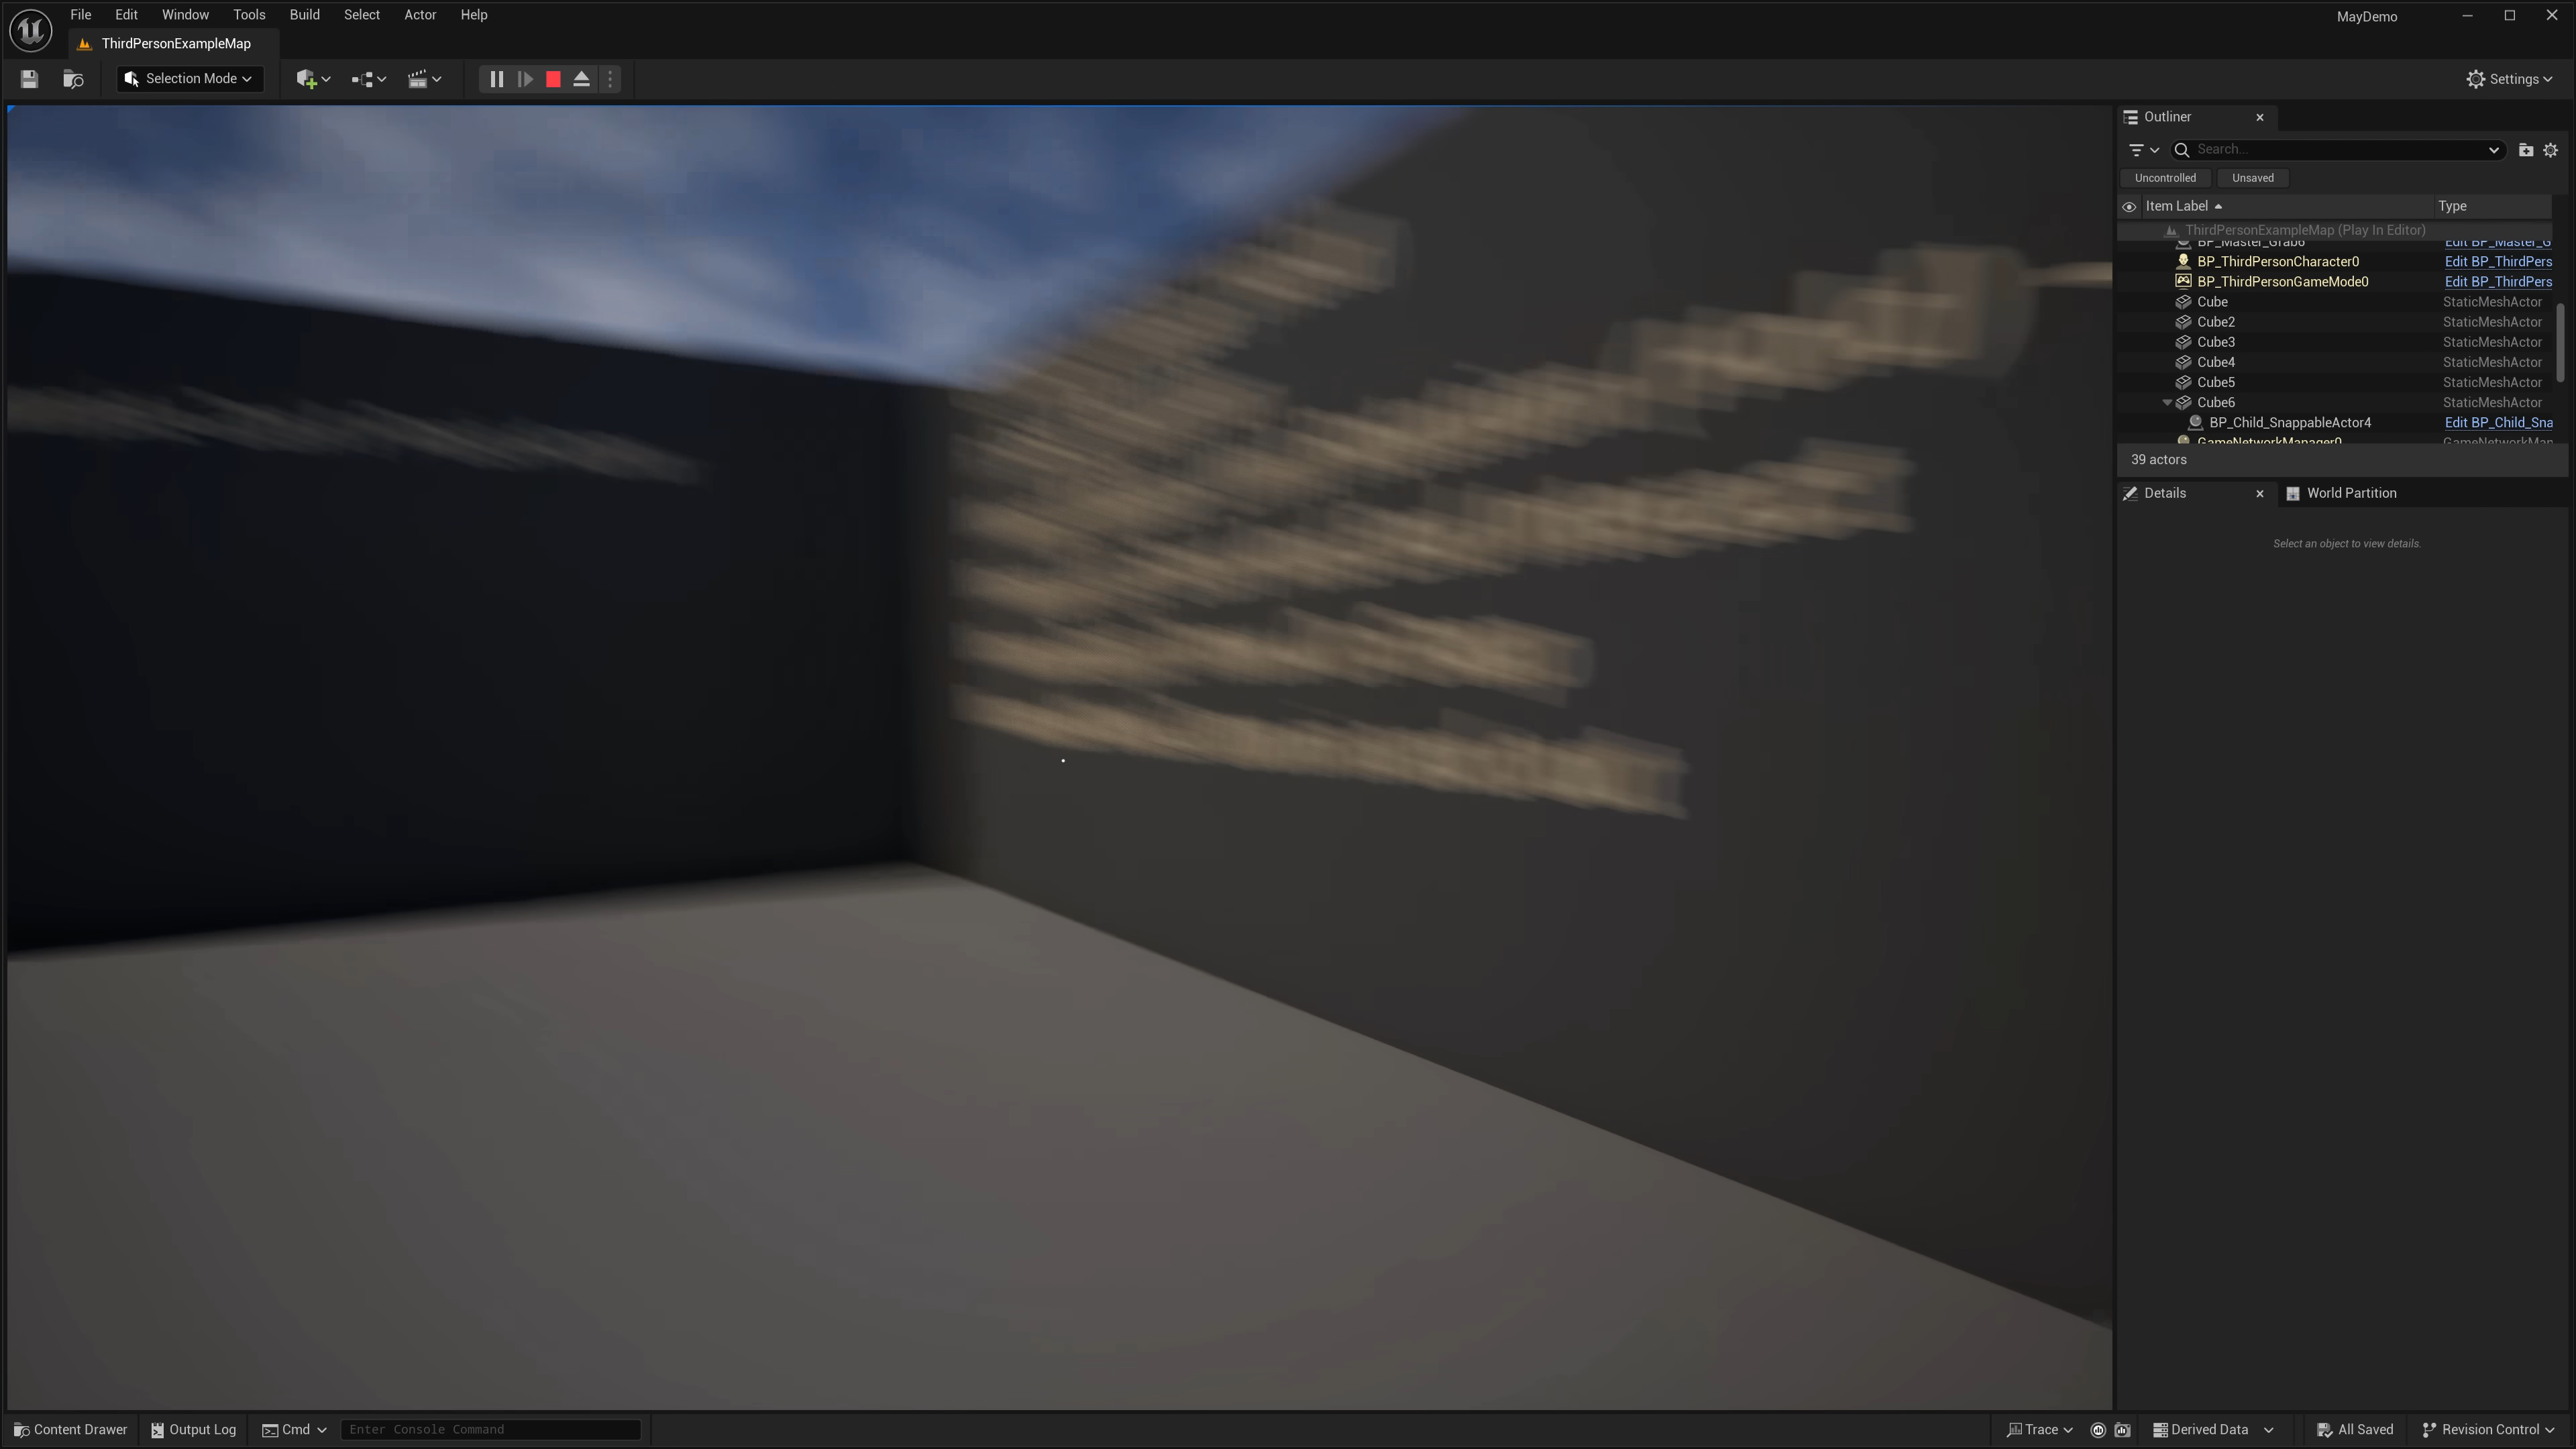 File Edit Window Tools Build Select Actor Help
MayDemo
ThirdPersonExampleMap
Selection Mode
Settings
Outliner
Search...
Uncontrolled Unsaved
Item Label Type
ThirdPersonExampleMap (Play In Editor)
BP_Master_Grab6 Edit BP_Master_G
BP_ThirdPersonCharacter0 Edit BP_ThirdPers
BP_ThirdPersonGameMode0 Edit BP_ThirdPers
Cube StaticMeshActor
Cube2 StaticMeshActor
Cube3 StaticMeshActor
Cube4 StaticMeshActor
Cube5 StaticMeshActor
Cube6 StaticMeshActor
BP_Child_SnappableActor4 Edit BP_Child_Sna
GameNetworkManager0 GameNetworkMan
39 actors
Details World Partition
Select an object to view details.
Content Drawer Output Log Cmd Enter Console Command
Trace Derived Data All Saved Revision Control